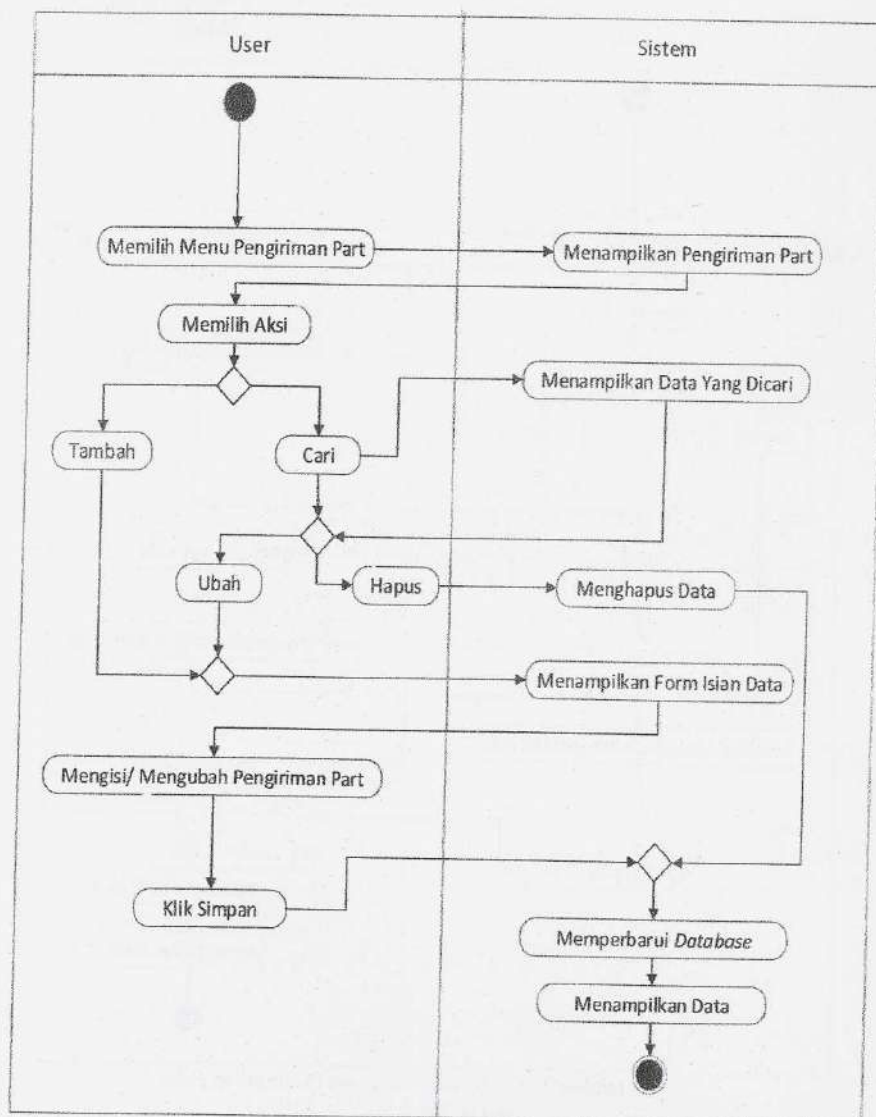 User
Sistem
Memilih Menu Pengiriman Part
Menampilkan Pengiriman Part
Memilih Aksi
Menampilkan Data Yang Dicari
Tambah
Cari
Ubah
Hapus
Menghapus Data
Menampilkan Form Isian Data
Mengisi/ Mengubah Pengiriman Part
Klik Simpan
Memperbarui Database
Menampilkan Data